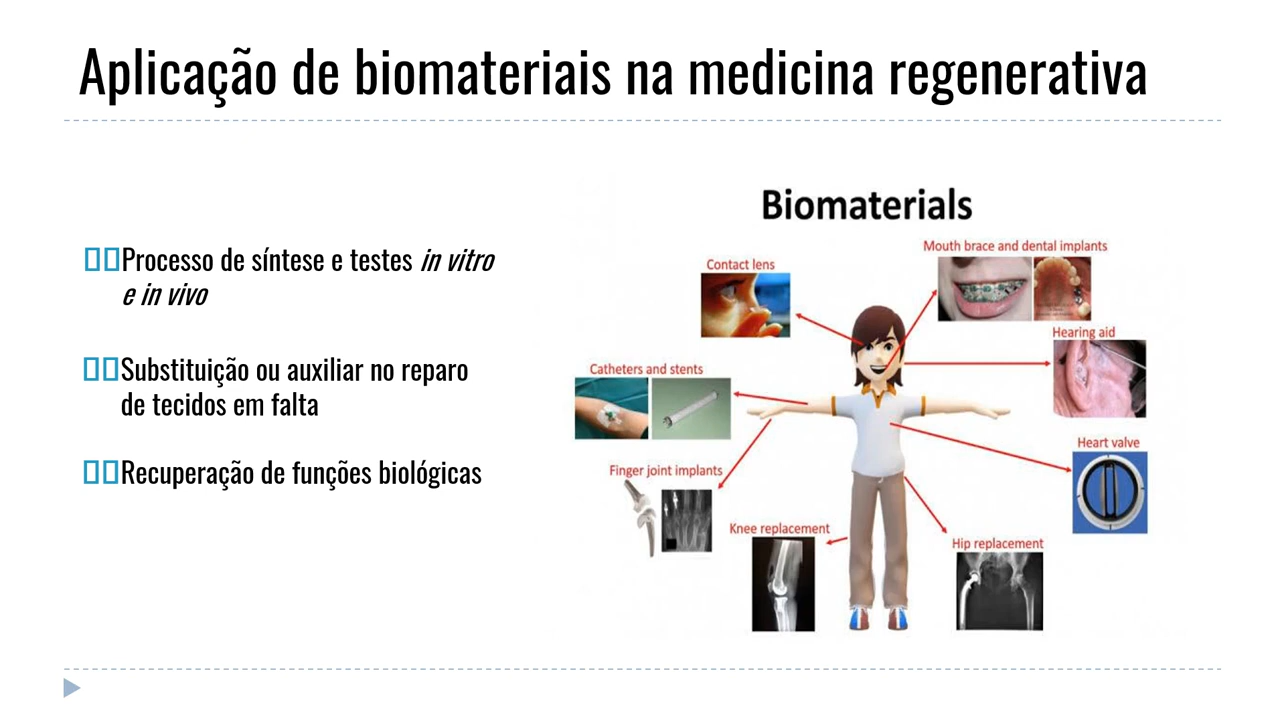 Aplicação de biomateriais na medicina regenerativa
Processo de síntese e testes in vitro
e in vivo
Substituição ou auxiliar no reparo
de tecidos em falta
Recuperação de funções biológicas
Biomaterials
Mouth brace and dental implants
Contact lens
Hearing aid
Catheters and stents
Heart valve
Finger joint implants
Knee replacement
Hip replacement